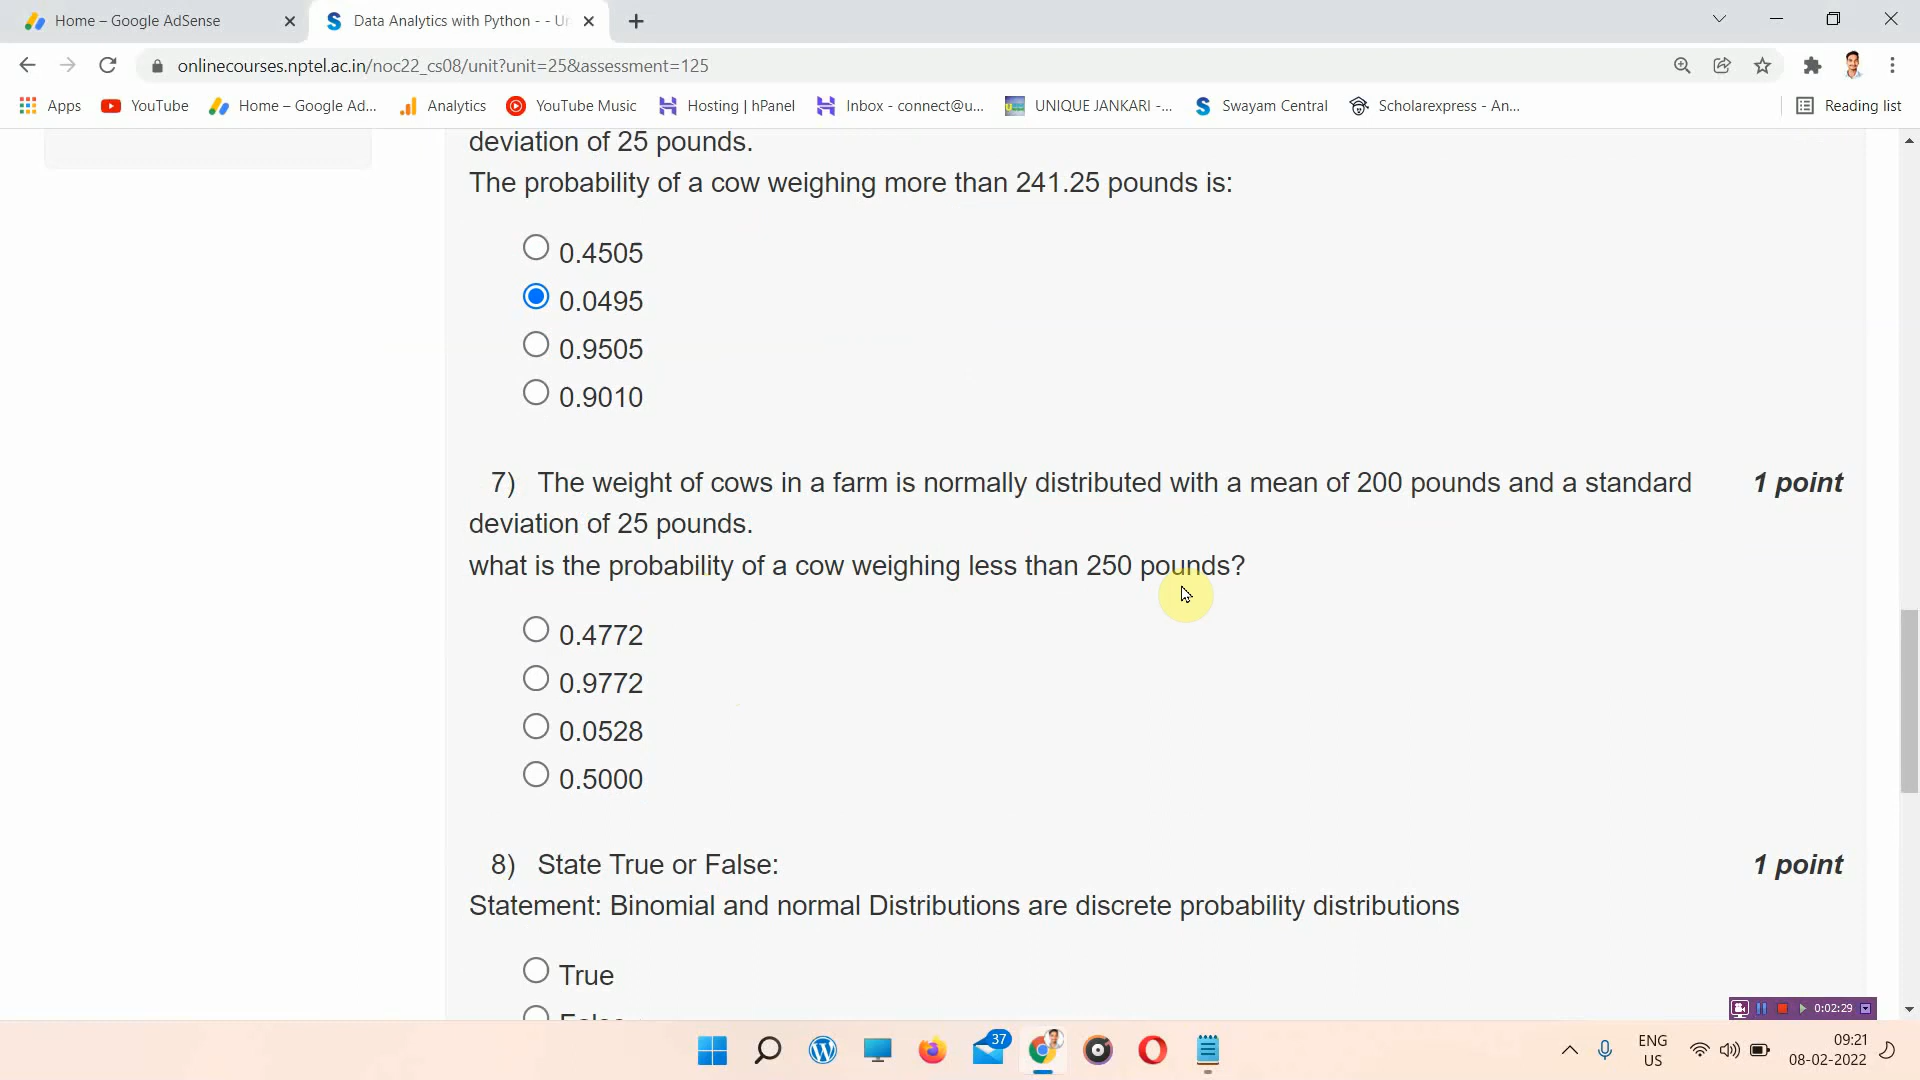 Home – Google AdSense
Data Analytics with Python - - Un
onlinecourses.nptel.ac.in/noc22_cs08/unit?unit=25&assessment=125
Apps YouTube Home – Google Ad... Analytics YouTube Music Hosting | hPanel Inbox - connect@u... UNIQUE JANKARI -... Swayam Central Scholarexpress - An... Reading list
deviation of 25 pounds.
The probability of a cow weighing more than 241.25 pounds is:
0.4505
0.0495
0.9505
0.9010
7) The weight of cows in a farm is normally distributed with a mean of 200 pounds and a standard 1 point
deviation of 25 pounds.
what is the probability of a cow weighing less than 250 pounds?
0.4772
0.9772
0.0528
0.5000
8) State True or False: 1 point
Statement: Binomial and normal Distributions are discrete probability distributions
True
False
0:02:29
37
ENG
US
09:21
08-02-2022